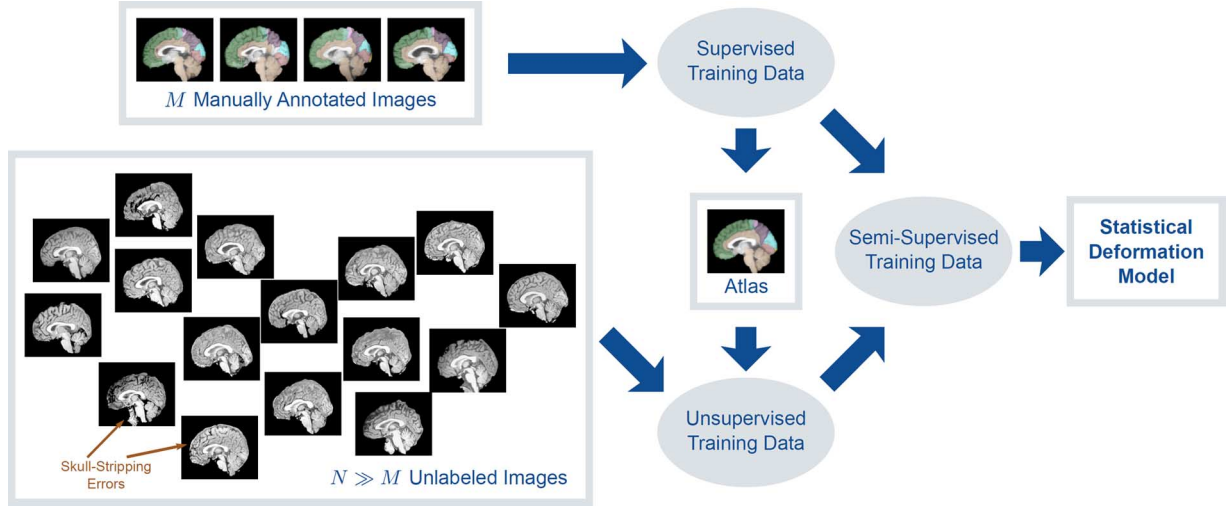 M Manually Annotated Images
Supervised
Training Data
Atlas
Semi-Supervised
Training Data
Statistical
Deformation
Model
Unsupervised
Training Data
Skull-Stripping
Errors
N ≫ M Unlabeled Images